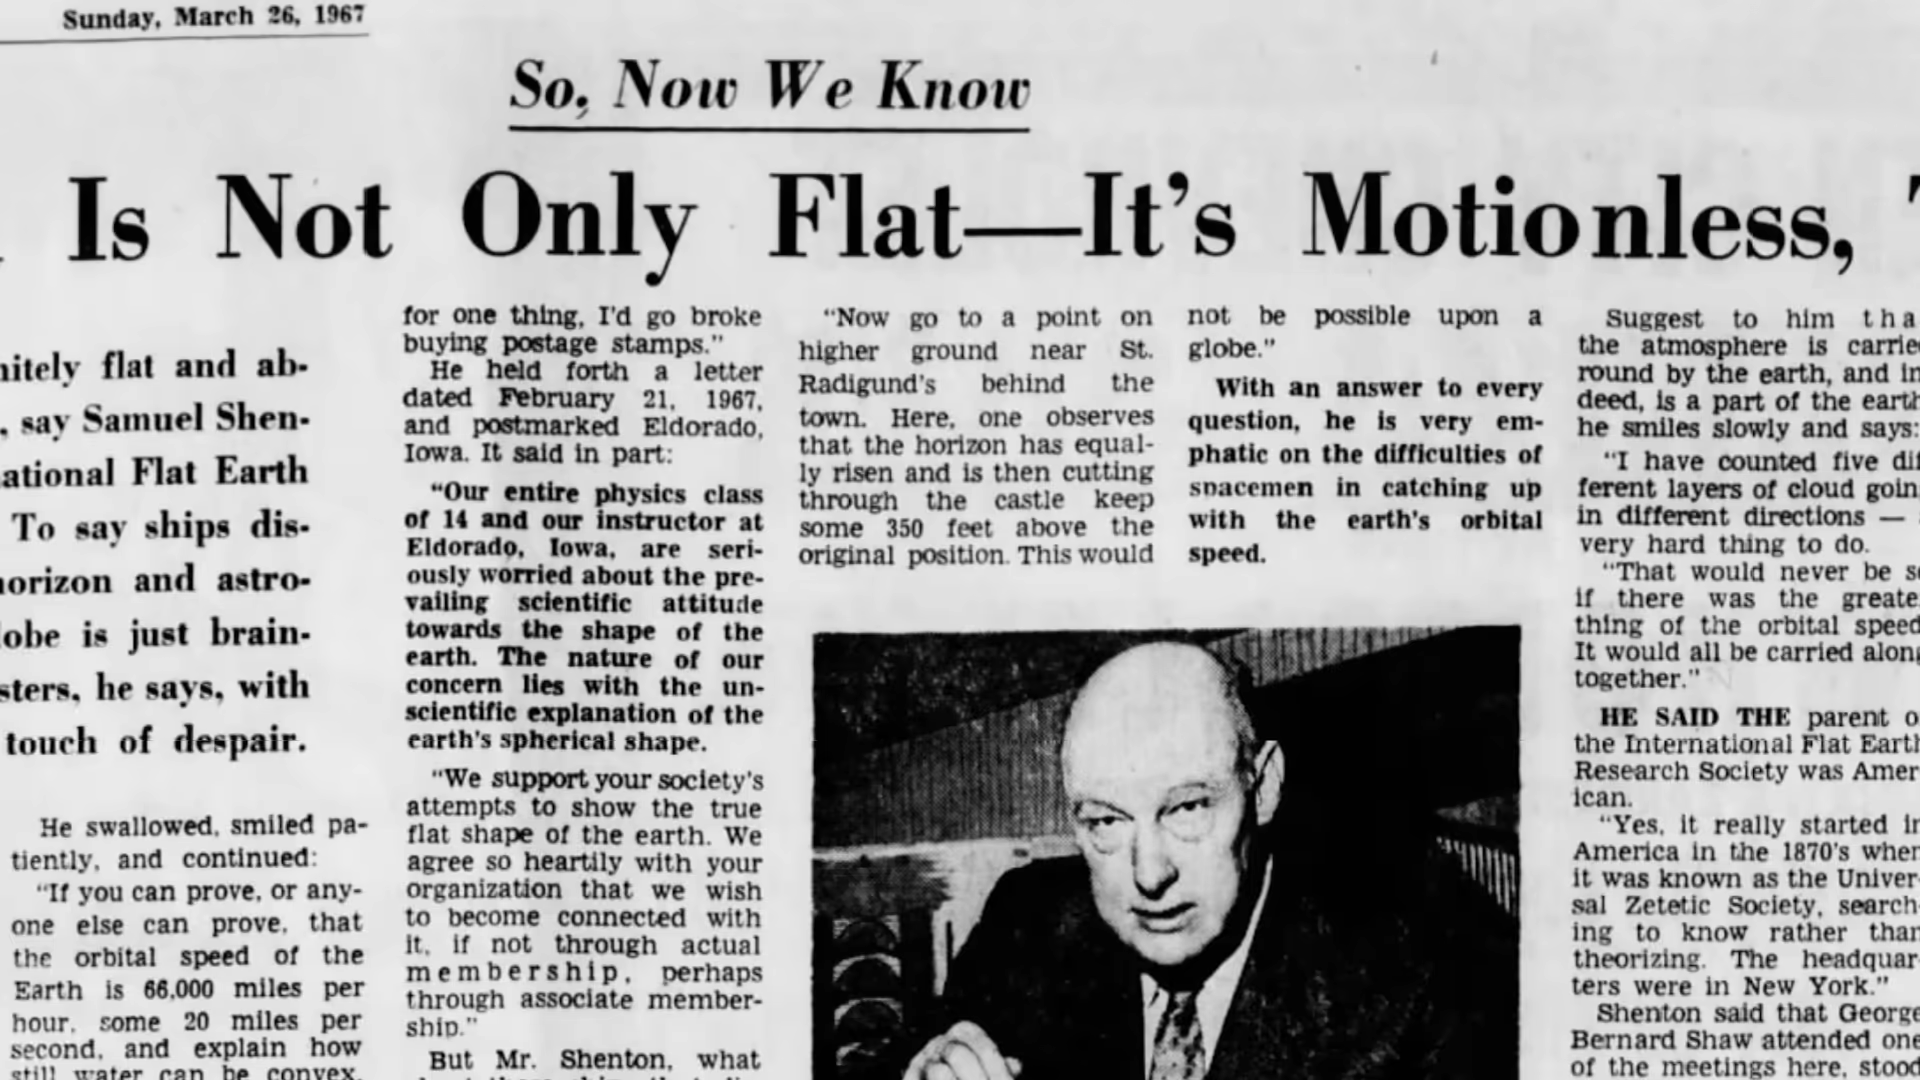 Sunday, March 26, 1967
So, Now We Know
Is Not Only Flat—It's Motionless,
nitely flat and ab-
, say Samuel Shen-
ational Flat Earth
To say ships dis-
horizon and astro-
lobe is just brain-
sters, he says, with
touch of despair.
He swallowed, smiled pa-
tiently, and continued:
"If you can prove, or any-
one else can prove, that
the orbital speed of the
Earth is 66,000 miles per
hour, some 20 miles per
second, and explain how
still water can be convex,
for one thing, I'd go broke
buying postage stamps."
He held forth a letter
dated February 21, 1967,
and postmarked Eldorado,
Iowa. It said in part:
"Our entire physics class
of 14 and our instructor at
Eldorado, Iowa, are seri-
ously worried about the pre-
vailing scientific attitude
towards the shape of the
earth. The nature of our
concern lies with the un-
scientific explanation of the
earth's spherical shape.
"We support your society's
attempts to show the true
flat shape of the earth. We
agree so heartily with your
organization that we wish
to become connected with
it, if not through actual
membership, perhaps
through associate member-
ship."
But Mr. Shenton, what
"Now go to a point on
higher ground near St.
Radigund's behind the
town. Here, one observes
that the horizon has equal-
ly risen and is then cutting
through the castle keep
some 350 feet above the
original position. This would
not be possible upon a
globe."
With an answer to every
question, he is very em-
phatic on the difficulties of
spacemen in catching up
with the earth's orbital
speed.
Suggest to him tha
the atmosphere is carrie
round by the earth, and in
deed, is a part of the earth
he smiles slowly and says:
"I have counted five dif
ferent layers of cloud goin
in different directions —
very hard thing to do.
"That would never be so
if there was the greate
thing of the orbital speed
It would all be carried along
together."
HE SAID THE parent o
the International Flat Earth
Research Society was Amer
ican.
"Yes, it really started in
America in the 1870's when
it was known as the Univer-
sal Zetetic Society, search-
ing to know rather than
theorizing. The headquar-
ters were in New York."
Shenton said that George
Bernard Shaw attended one
of the meetings here, stood